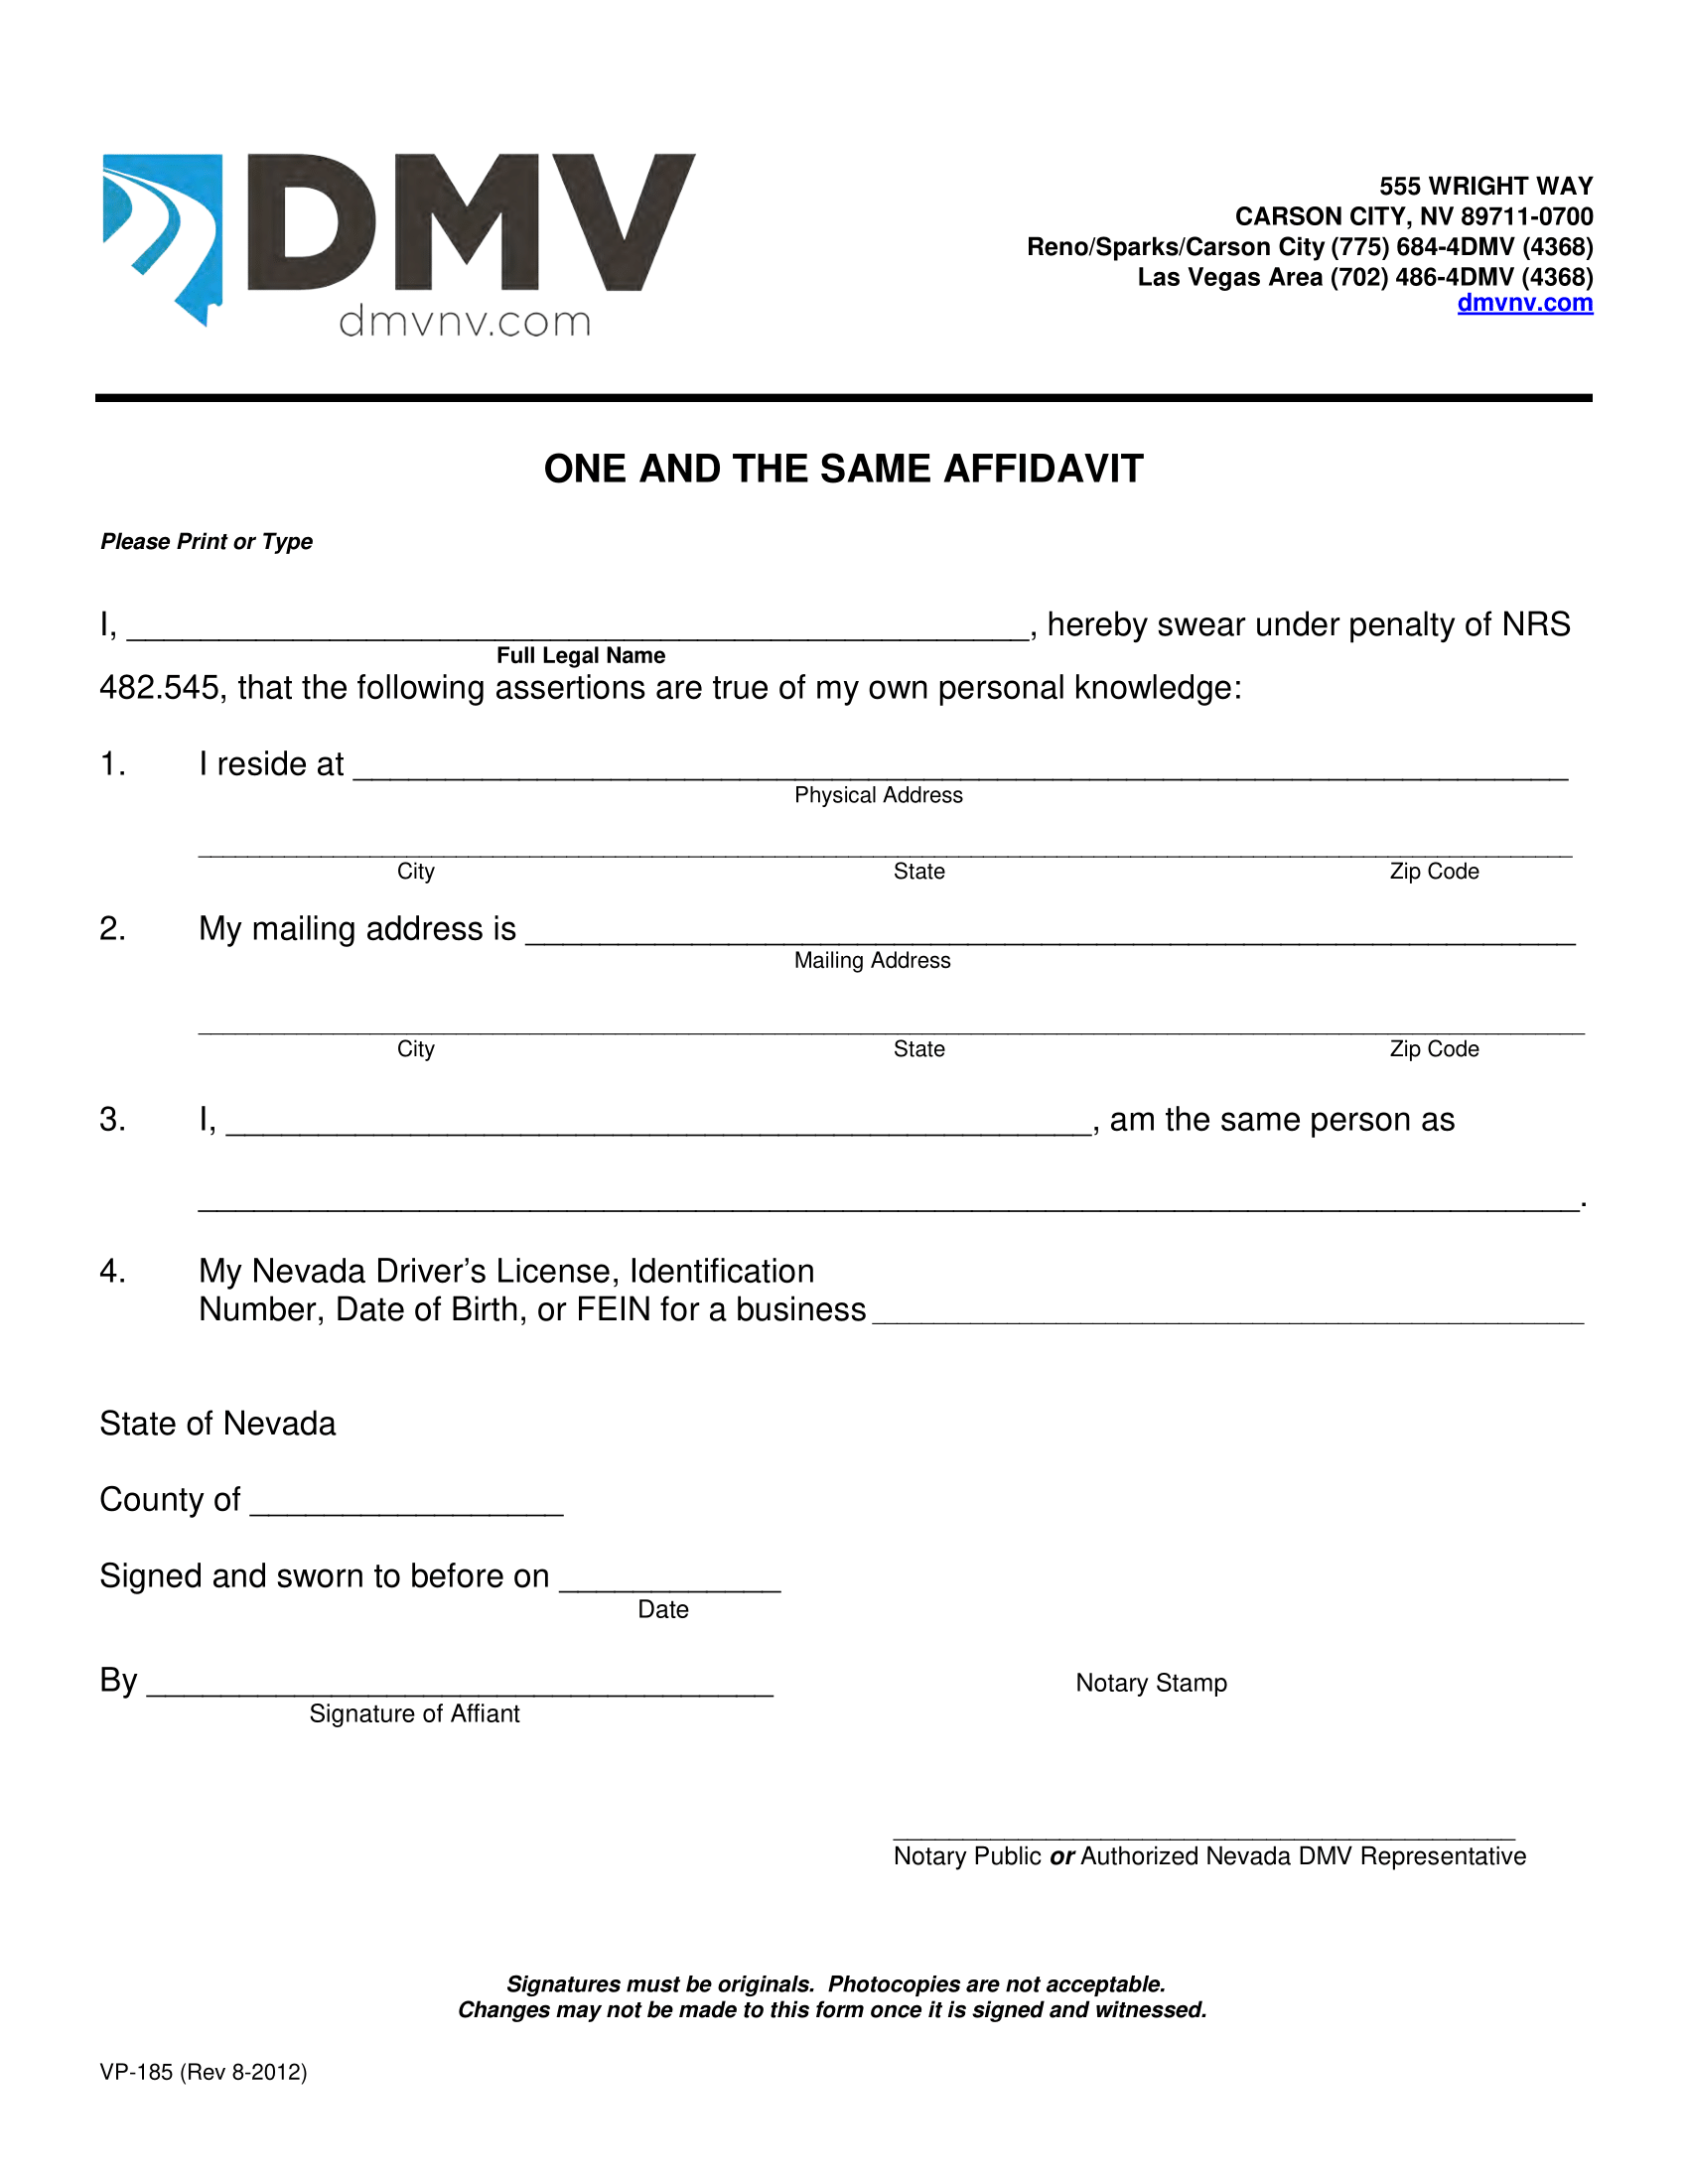 DMV
dmvnv.com
555 WRIGHT WAY
CARSON CITY, NV 89711-0700
Reno/Sparks/Carson City (775) 684-4DMV (4368)
Las Vegas Area (702) 486-4DMV (4368)
dmvnv.com
ONE AND THE SAME AFFIDAVIT
Please Print or Type
I, ________________________________________________, hereby swear under penalty of NRS
Full Legal Name
482.545, that the following assertions are true of my own personal knowledge:
1. I reside at ________________________________________________________________
Physical Address
City State Zip Code
2. My mailing address is ________________________________________________________
Mailing Address
City State Zip Code
3. I, ______________________________________________, am the same person as
__________________________________________________________________________.
4. My Nevada Driver’s License, Identification
Number, Date of Birth, or FEIN for a business ______________________________________
State of Nevada
County of _________________
Signed and sworn to before on ____________
Date
By __________________________________ Notary Stamp
Signature of Affiant
Notary Public or Authorized Nevada DMV Representative
Signatures must be originals. Photocopies are not acceptable.
Changes may not be made to this form once it is signed and witnessed.
VP-185 (Rev 8-2012)